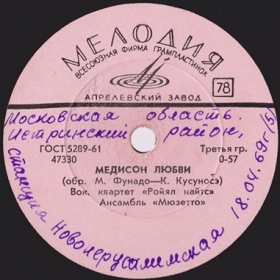 МЕЛОДИЯ
ВСЕСОЮЗНАЯ ФИРМА ГРАМПЛАСТИНОК
78
АПРЕЛЕВСКИЙ ЗАВОД
Московская область.
Истринский район,
станция Новоиерусалимская 18.04.69г(5)
ГОСТ 5289-61
Третья гр.
47330
0-57
МЕДИСОН ЛЮБВИ
(обр. М. Фунадо—К. Кусуносэ)
Вок. квартет «Ройял найтс»
Ансамбль «Мюзетто»